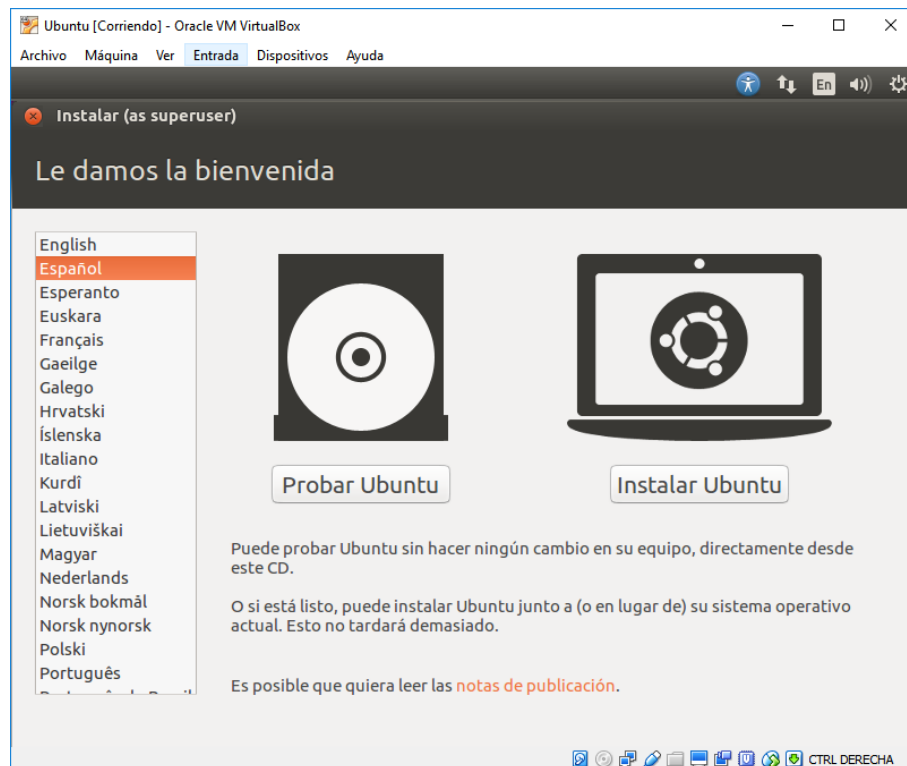 Ubuntu [Corriendo] - Oracle VM VirtualBox
Archivo Máquina Ver Entrada Dispositivos Ayuda
En
Instalar (as superuser)
Le damos la bienvenida
English
Español
Esperanto
Euskara
Français
Gaeilge
Galego
Hrvatski
Íslenska
Italiano
Kurdî
Latviski
Lietuviškai
Magyar
Nederlands
Norsk bokmål
Norsk nynorsk
Polski
Português
Probar Ubuntu
Instalar Ubuntu
Puede probar Ubuntu sin hacer ningún cambio en su equipo, directamente desde
este CD.
O si está listo, puede instalar Ubuntu junto a (o en lugar de) su sistema operativo
actual. Esto no tardará demasiado.
Es posible que quiera leer las notas de publicación.
CTRL DERECHA